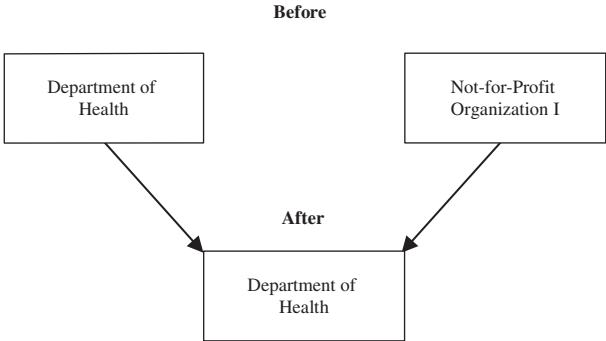 Before
Department of
Health
Not-for-Profit
Organization I
After
Department of
Health